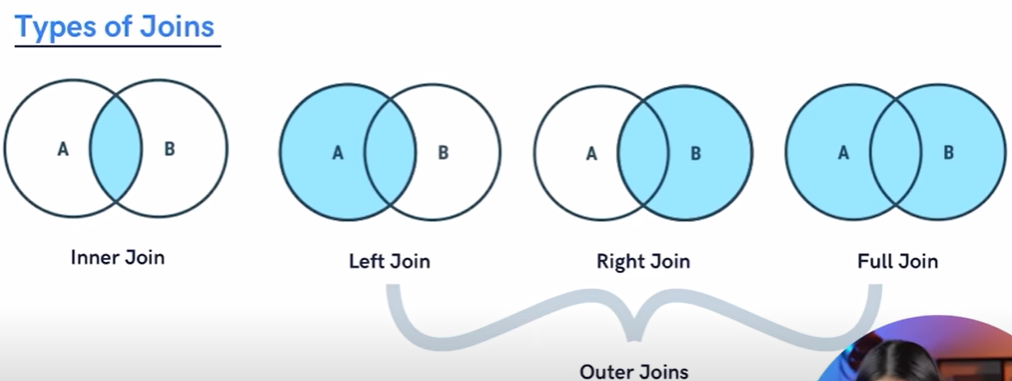 Types of Joins
A B
A B
A B
A B
Inner Join
Left Join
Right Join
Full Join
Outer Joins